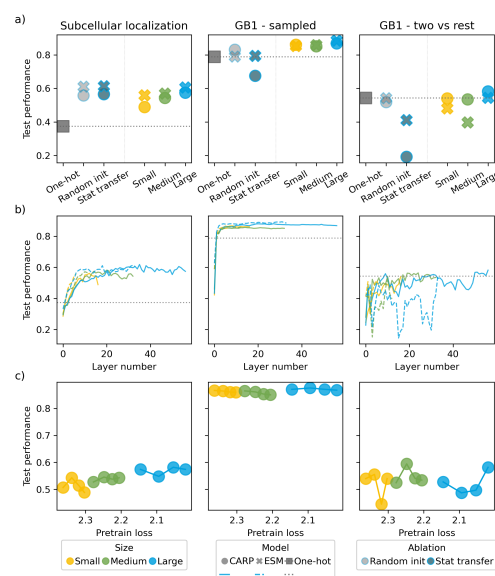 a)
Subcellular localization
GB1 - sampled
GB1 - two vs rest
Test performance
0.8
0.6
0.4
0.2
One-hot
Random init
Stat transfer
Small
Medium
Large
One-hot
Random init
Stat transfer
Small
Medium
Large
One-hot
Random init
Stat transfer
Small
Medium
Large
b)
Test performance
0.8
0.6
0.4
0.2
0 20 40
0 20 40
0 20 40
Layer number
Layer number
Layer number
c)
Test performance
0.8
0.7
0.6
0.5
2.3 2.2 2.1
2.3 2.2 2.1
2.3 2.2 2.1
Pretrain loss
Pretrain loss
Pretrain loss
Size
Small Medium Large
Model
CARP ESM One-hot
Ablation
Random init Stat transfer